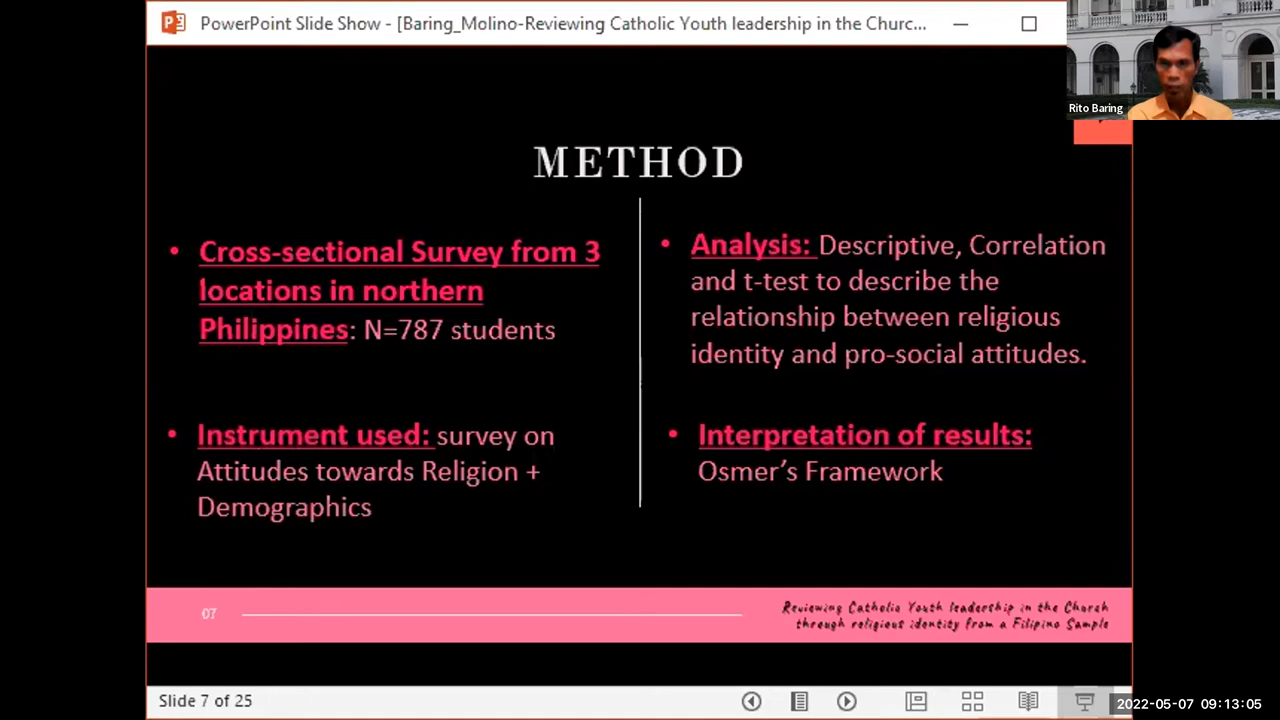 PowerPoint Slide Show - [Baring_Molino-Reviewing Catholic Youth leadership in the Churc...
Rito Baring
METHOD
• Cross-sectional Survey from 3
locations in northern
Philippines: N=787 students
• Instrument used: survey on
Attitudes towards Religion +
Demographics
• Analysis: Descriptive, Correlation
and t-test to describe the
relationship between religious
identity and pro-social attitudes.
• Interpretation of results:
Osmer's Framework
07
Reviewing Catholic Youth leadership in the Church
through religious identity from a Filipino Sample
Slide 7 of 25
2022-05-07 09:13:05